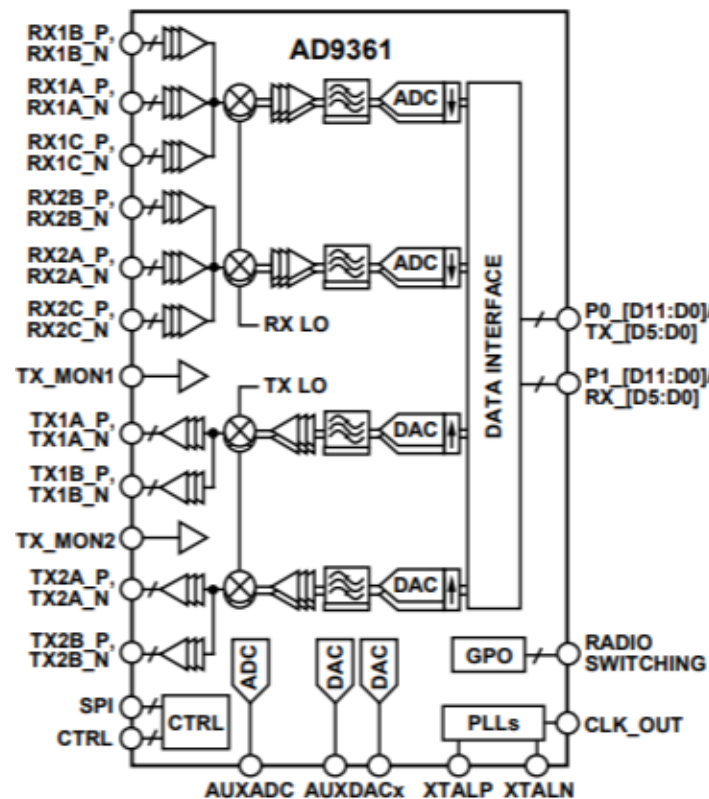 AD9361
RX1B_P,
RX1B_N
RX1A_P,
RX1A_N
RX1C_P,
RX1C_N
RX2B_P,
RX2B_N
RX2A_P,
RX2A_N
RX2C_P,
RX2C_N
TX_MON1
TX1A_P,
TX1A_N
TX1B_P,
TX1B_N
TX_MON2
TX2A_P,
TX2A_N
TX2B_P,
TX2B_N
SPI
CTRL
CTRL
ADC
ADC
RX LO
TX LO
DAC
DAC
DATA INTERFACE
P0_[D11:D0]/
TX_[D5:D0]
P1_[D11:D0]/
RX_[D5:D0]
ADC
DAC
DAC
GPO
RADIO
SWITCHING
PLLs
CLK_OUT
AUXADC
AUXDACx
XTALP
XTALN